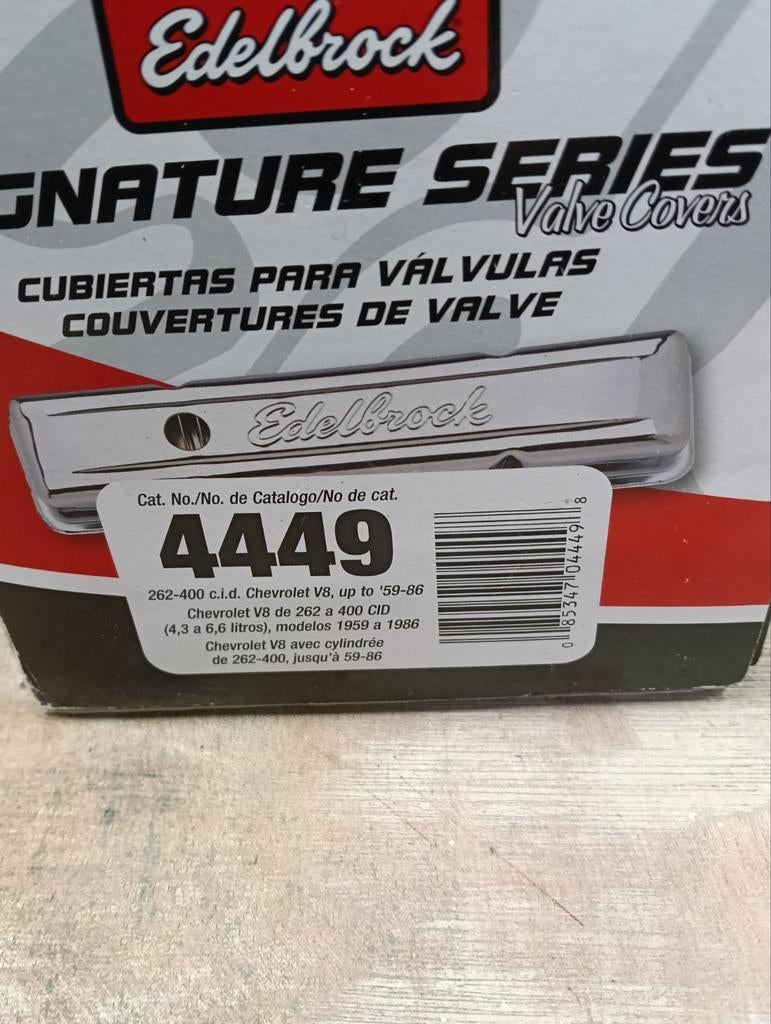 Edelbrock
GNATURE SERIES
Valve Covers
CUBIERTAS PARA VÁLVULAS
COUVERTURES DE VALVE
Edelbrock
Cat. No./No. de Catalogo/No de cat.
4449
262-400 c.i.d. Chevrolet V8, up to '59-86
Chevrolet V8 de 262 a 400 CID
(4,3 a 6,6 litros), modelos 1959 a 1986
Chevrolet V8 avec cylindrée
de 262-400, jusqu'à 59-86
0 85347 04449 8